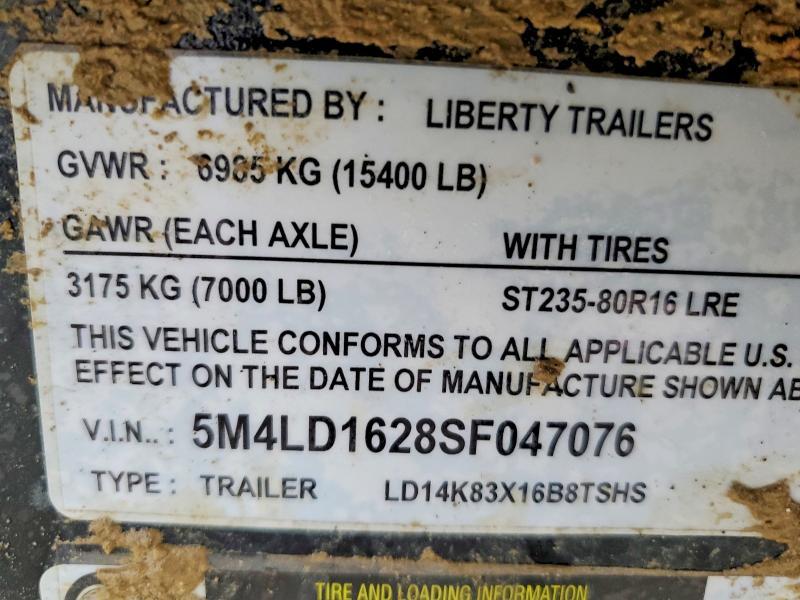 MANUFACTURED BY : LIBERTY TRAILERS
GVWR : 6985 KG (15400 LB)
GAWR (EACH AXLE) WITH TIRES
3175 KG (7000 LB) ST235-80R16 LRE
THIS VEHICLE CONFORMS TO ALL APPLICABLE U.S.
EFFECT ON THE DATE OF MANUFACTURE SHOWN AB
V.I.N.. : 5M4LD1628SF047076
TYPE : TRAILER LD14K83X16B8TSHS
TIRE AND LOADING INFORMATION